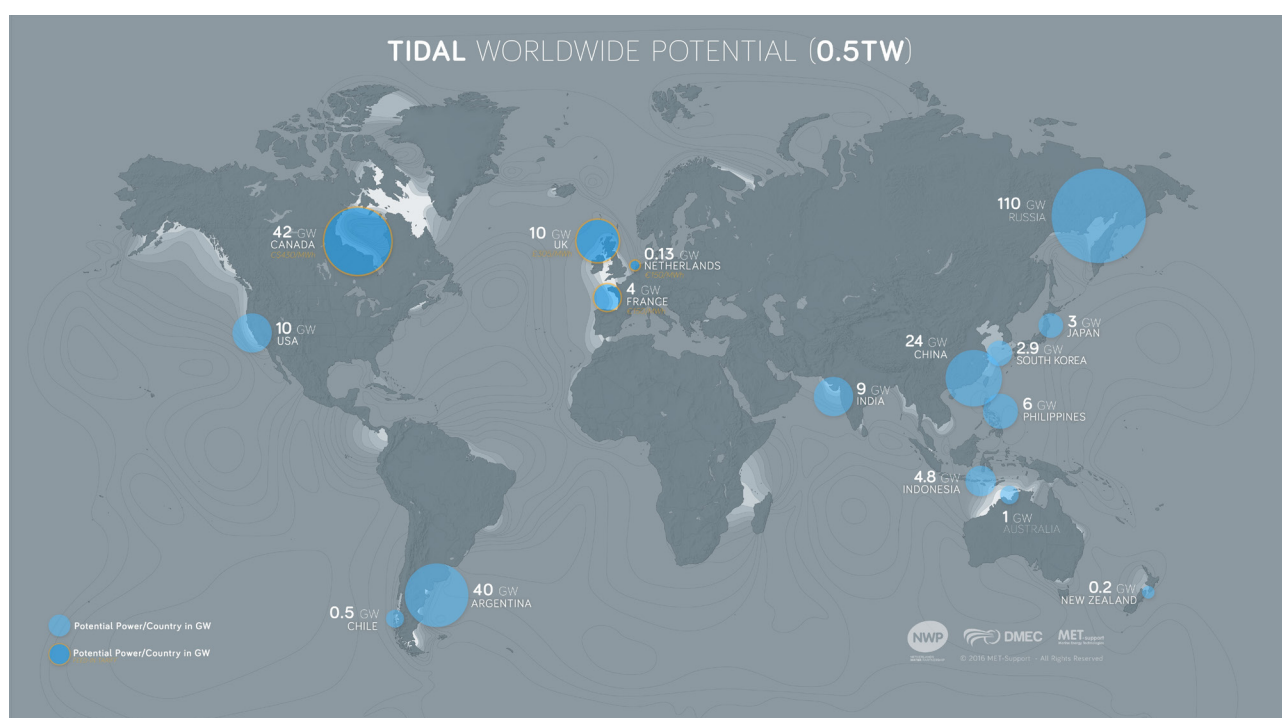 TIDAL WORLDWIDE POTENTIAL (0.5TW)
110 GW
RUSSIA
42 GW
CANADA
10 GW
UK
0.13 GW
NETHERLANDS
4 GW
FRANCE
10 GW
USA
3 GW
JAPAN
24 GW
CHINA
2.9 GW
SOUTH KOREA
9 GW
INDIA
6 GW
PHILIPPINES
4.8 GW
INDONESIA
1 GW
AUSTRALIA
40 GW
ARGENTINA
0.5 GW
CHILE
0.2 GW
NEW ZEALAND
Potential Power/Country in GW
Potential Power/Country in GW
NWP
DMEC
MET-support
© 2016 MET-Support - All Rights Reserved